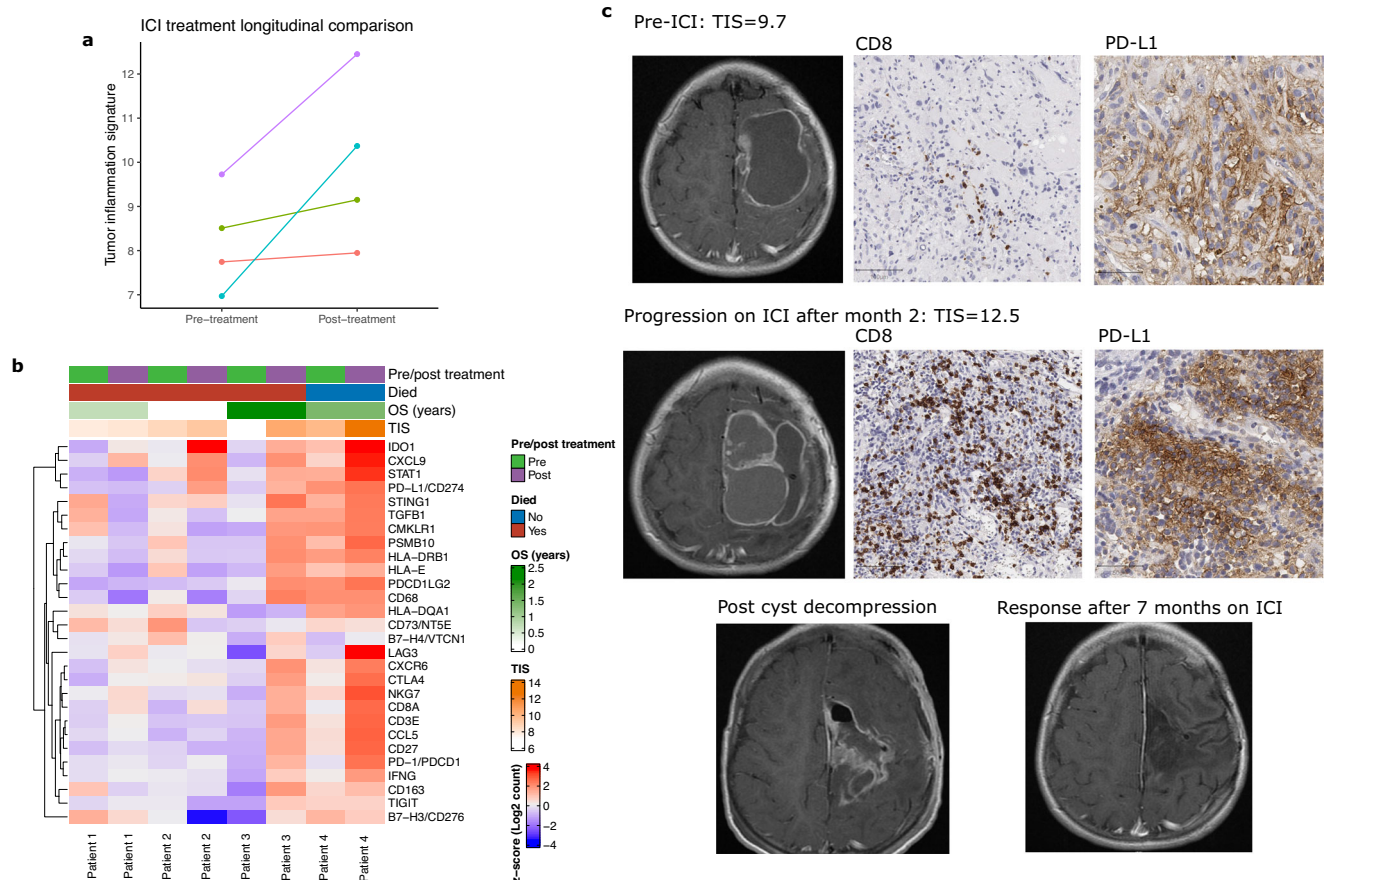 a
ICI treatment longitudinal comparison
Tumor inflammation signature
12
11
10
9
8
7
Pre−treatment
Post−treatment
b
Pre/post treatment
Died
OS (years)
TIS
IDO1
CXCL9
STAT1
PD-L1/CD274
STING1
TGFB1
CMKLR1
PSMB10
HLA−DRB1
HLA−E
PDCD1LG2
CD68
HLA−DQA1
CD73/NT5E
B7-H4/VTCN1
LAG3
CXCR6
CTLA4
NKG7
CD8A
CD3E
CCL5
CD27
PD-1/PDCD1
IFNG
CD163
TIGIT
B7-H3/CD276
Patient 1
Patient 1
Patient 2
Patient 2
Patient 3
Patient 3
Patient 4
Patient 4
Pre/post treatment
Pre
Post
Died
No
Yes
OS (years)
2.5
2
1.5
1
0.5
0
TIS
14
12
10
8
6
z-score (Log2 count)
4
2
0
−2
−4
c
Pre-ICI: TIS=9.7
CD8
PD-L1
Progression on ICI after month 2: TIS=12.5
CD8
PD-L1
Post cyst decompression
Response after 7 months on ICI